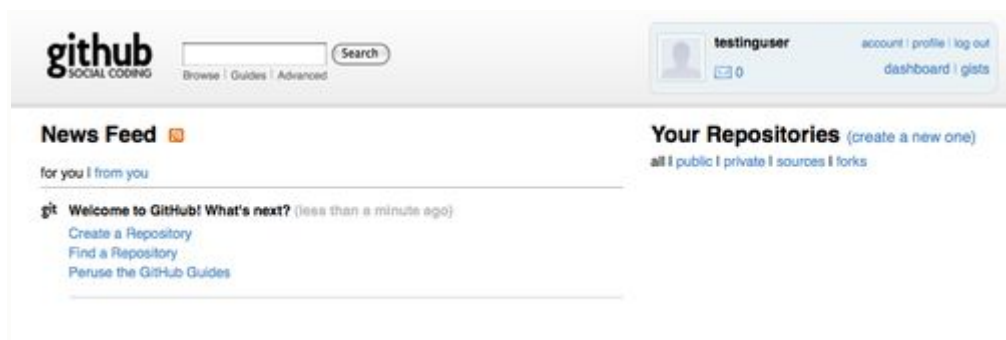 github
SOCIAL CODING
Search
Browse | Guides | Advanced
testinguser
account | profile | log out
0
dashboard | gists
News Feed
for you | from you
git Welcome to GitHub! What's next? (less than a minute ago)
Create a Repository
Find a Repository
Peruse the GitHub Guides
Your Repositories (create a new one)
all | public | private | sources | forks